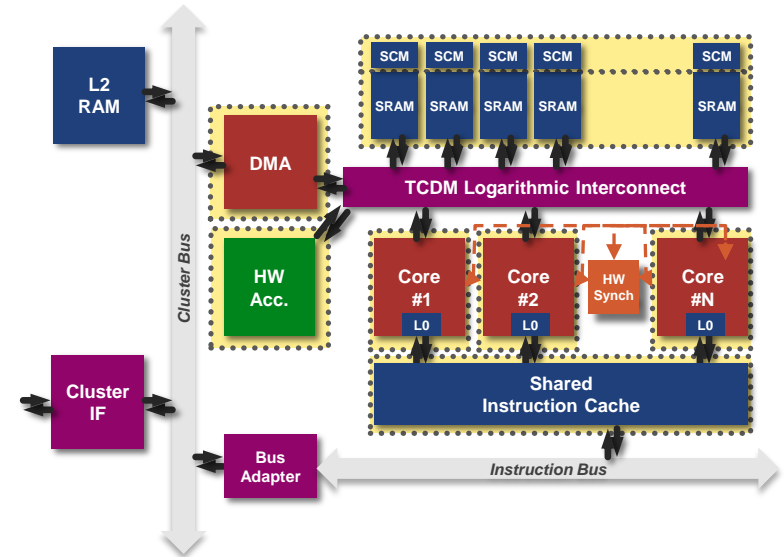 SCM SCM SCM SCM SCM
L2
RAM
SRAM SRAM SRAM SRAM SRAM
DMA
TCDM Logarithmic Interconnect
Cluster Bus
HW
Acc.
Core
#1
L0
Core
#2
L0
HW
Synch
Core
#N
L0
Cluster
IF
Shared
Instruction Cache
Bus
Adapter
Instruction Bus